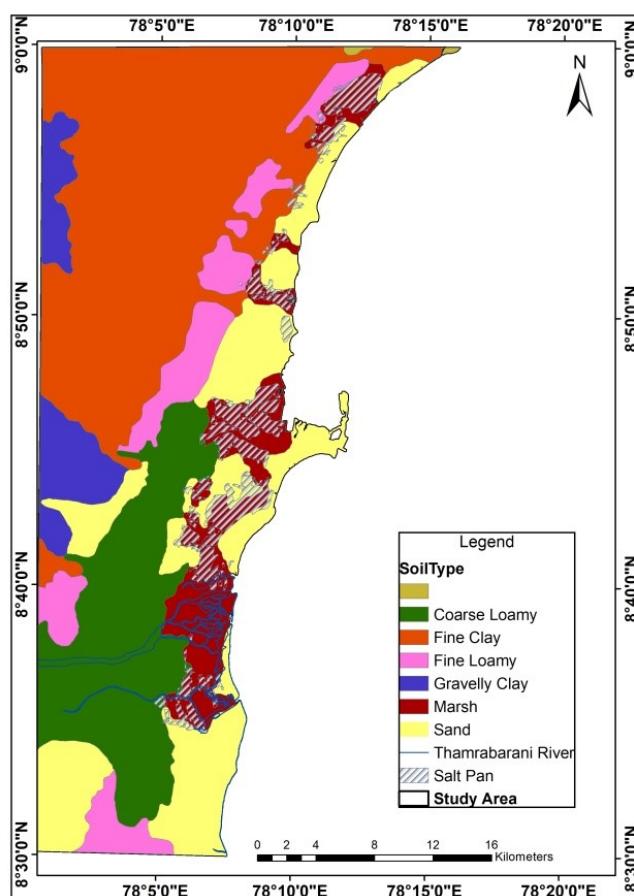 78°5'0"E 78°10'0"E 78°15'0"E 78°20'0"E
9°0'0"N 9°0'0"N
N
8°50'0"N 8°50'0"N
8°40'0"N 8°40'0"N
Legend
SoilType
Coarse Loamy
Fine Clay
Fine Loamy
Gravelly Clay
Marsh
Sand
Thamrabarani River
Salt Pan
Study Area
8°30'0"N 8°30'0"N
0 2 4 8 12 16
Kilometers
78°5'0"E 78°10'0"E 78°15'0"E 78°20'0"E